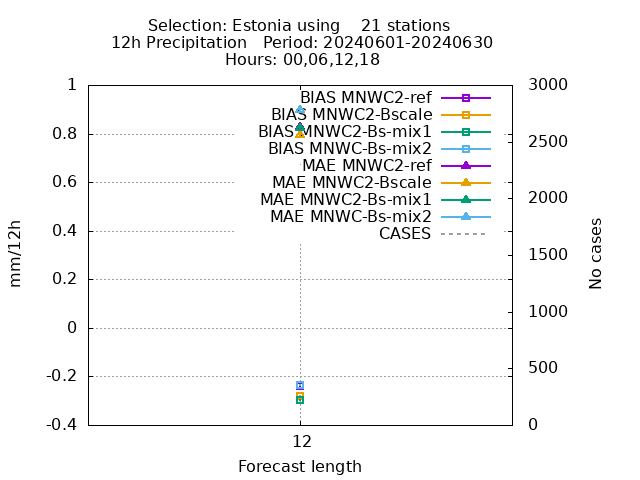 Selection: Estonia using 21 stations
12h Precipitation Period: 20240601-20240630
Hours: 00,06,12,18
1
0.8
0.6
0.4
0.2
0
-0.2
-0.4
mm/12h
BIAS MNWC2-ref
BIAS MNWC2-Bscale
BIAS MNWC2-Bs-mix1
BIAS MNWC-Bs-mix2
MAE MNWC2-ref
MAE MNWC2-Bscale
MAE MNWC2-Bs-mix1
MAE MNWC-Bs-mix2
CASES
3000
2500
2000
1500
1000
500
0
No cases
12
Forecast length